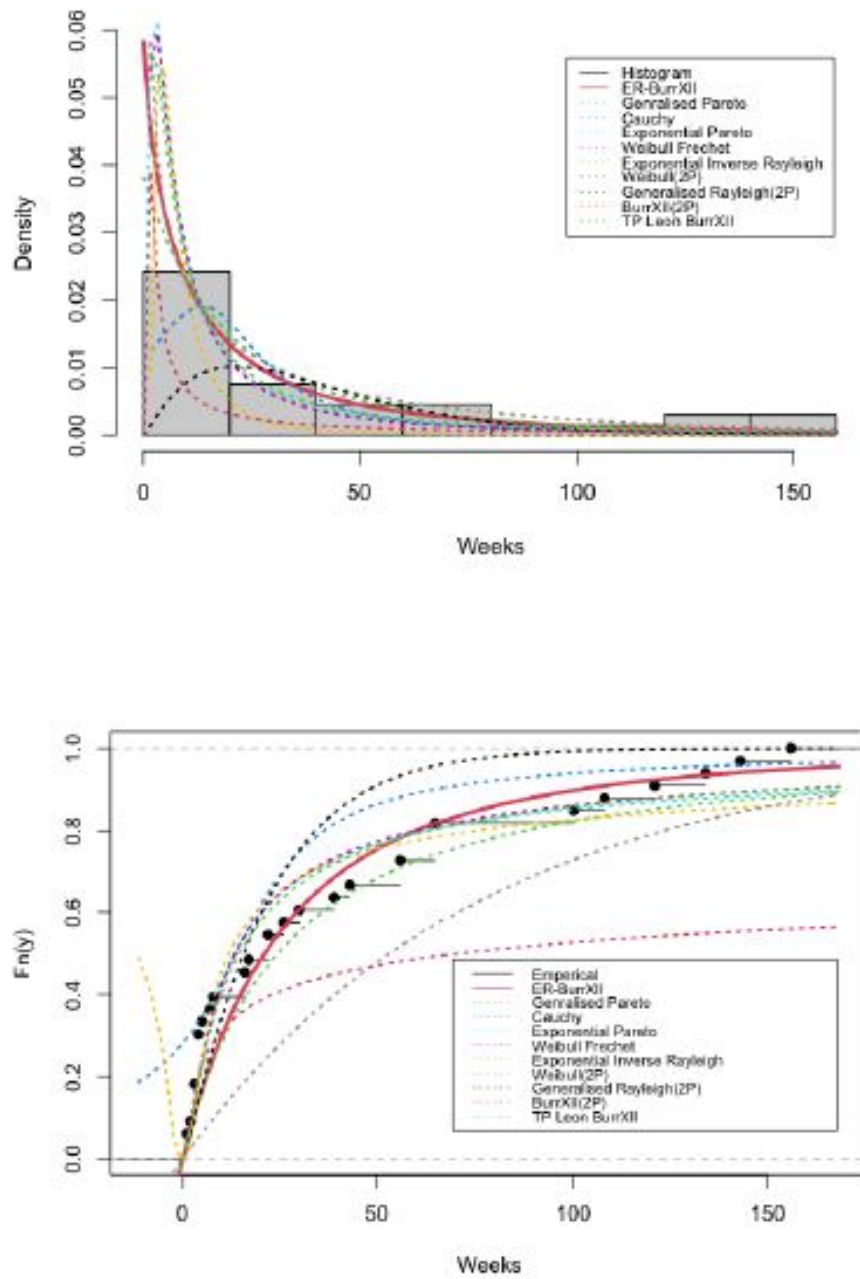 0.06
0.05
0.04
0.03
0.02
0.01
0.00
Density
Histogram
ER-BurrXII
Genralised Pareto
Cauchy
Exponential Pareto
Weibull Frechet
Exponential Inverse Rayleigh
Weibull(2P)
Generalised Rayleigh(2P)
BurrXII(2P)
TP Leon BurrXII
0 50 100 150
Weeks
1.0
0.8
0.6
0.4
0.2
0.0
Fn(y)
Emperical
ER-BurrXII
Genralised Pareto
Cauchy
Exponential Pareto
Weibull Frechet
Exponential Inverse Rayleigh
Weibull(2P)
Generalised Rayleigh(2P)
BurrXII(2P)
TP Leon BurrXII
0 50 100 150
Weeks